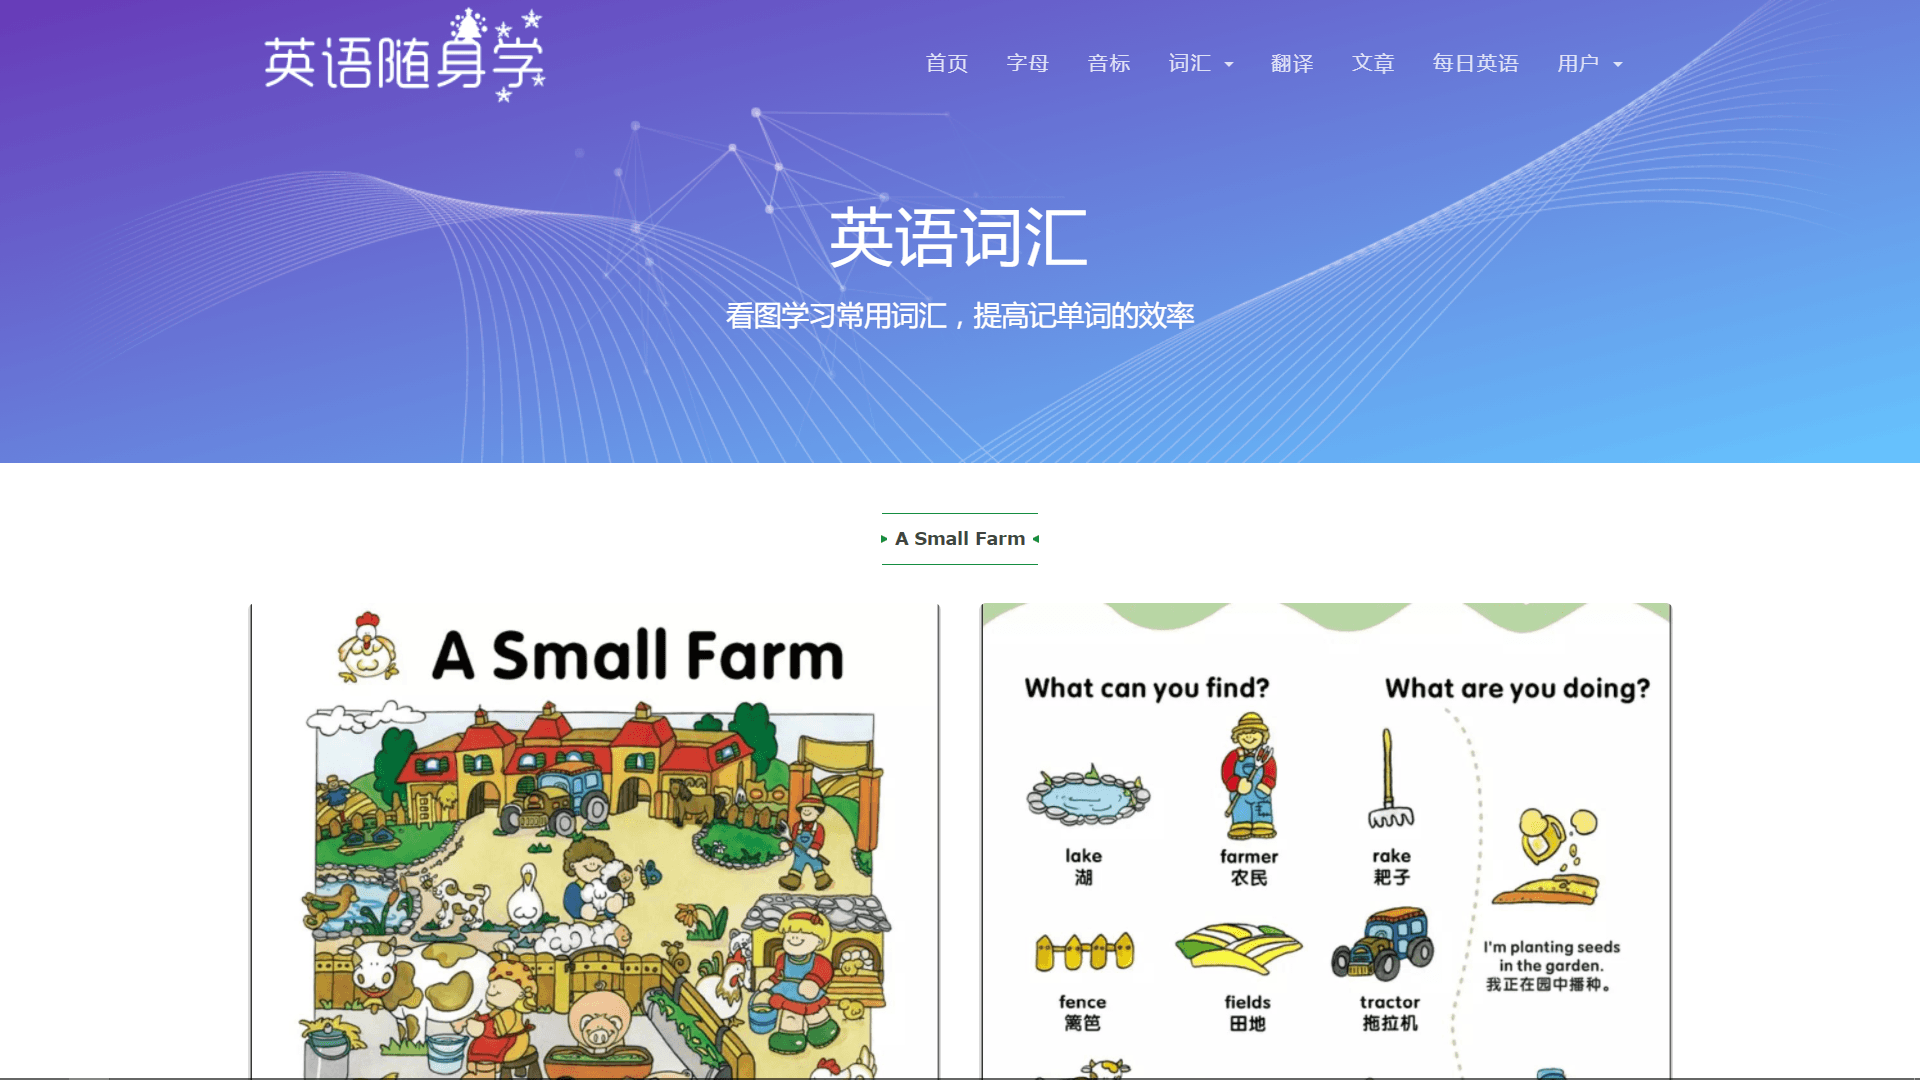 英语随身学
首页 字母 音标 词汇 翻译 文章 每日英语 用户
英语词汇
看图学习常用词汇，提高记单词的效率
A Small Farm
A Small Farm
What can you find?
What are you doing?
lake
湖
farmer
农民
rake
耙子
fence
篱笆
fields
田地
tractor
拖拉机
I'm planting seeds
in the garden.
我正在园中播种。